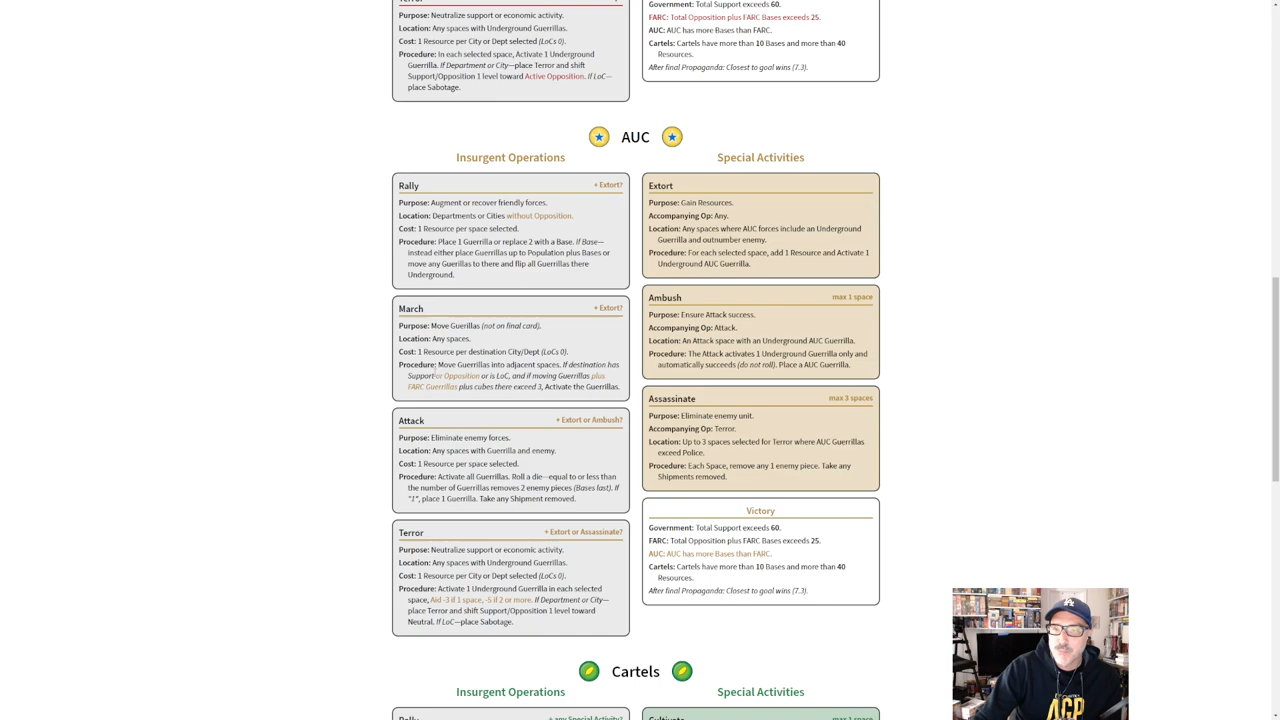 Purpose: Neutralize support or economic activity.
Location: Any spaces with Underground Guerrillas.
Cost: 1 Resource per City or Dept selected (LoCs 0).
Procedure: In each selected space, Activate 1 Underground
Guerrilla. If Department or City—place Terror and shift
Support/Opposition 1 level toward Active Opposition. If LoC—
place Sabotage.
Government: Total Support exceeds 60.
FARC: Total Opposition plus FARC Bases exceeds 25.
AUC: AUC has more Bases than FARC.
Cartels: Cartels have more than 10 Bases and more than 40
Resources.
After final Propaganda: Closest to goal wins (7.3).
AUC
Insurgent Operations
Rally + Extort?
Purpose: Augment or recover friendly forces.
Location: Departments or Cities without Opposition.
Cost: 1 Resource per space selected.
Procedure: Place 1 Guerrilla or replace 2 with a Base. If Base—
instead either place Guerrillas up to Population plus Bases or
move any Guerillas to there and flip all Guerrillas there
Underground.
March + Extort?
Purpose: Move Guerillas (not on final card).
Location: Any spaces.
Cost: 1 Resource per destination City/Dept (LoCs 0).
Procedure: Move Guerrillas into adjacent spaces. If destination has
Support or Opposition or is LoC, and if moving Guerrillas plus
FARC Guerrillas plus cubes there exceed 3, Activate the Guerrillas.
Attack + Extort or Ambush?
Purpose: Eliminate enemy forces.
Location: Any spaces with Guerrilla and enemy.
Cost: 1 Resource per space selected.
Procedure: Activate all Guerrillas. Roll a die—equal to or less than
the number of Guerrillas removes 2 enemy pieces (Bases last). If
"1", place 1 Guerrilla. Take any Shipment removed.
Terror + Extort or Assassinate?
Purpose: Neutralize support or economic activity.
Location: Any spaces with Underground Guerrillas.
Cost: 1 Resource per City or Dept selected (LoCs 0).
Procedure: Activate 1 Underground Guerrilla in each selected
space, Aid -3 if 1 space, -5 if 2 or more. If Department or City—
place Terror and shift Support/Opposition 1 level toward
Neutral. If LoC—place Sabotage.
Special Activities
Extort
Purpose: Gain Resources.
Accompanying Op: Any.
Location: Any spaces where AUC forces include an Underground
Guerrilla and outnumber enemy.
Procedure: For each selected space, add 1 Resource and Activate 1
Underground AUC Guerrilla.
Ambush max 1 space
Purpose: Ensure Attack success.
Accompanying Op: Attack.
Location: An Attack space with an Underground AUC Guerrilla.
Procedure: The Attack activates 1 Underground Guerrilla only and
automatically succeeds (do not roll). Place a AUC Guerrilla.
Assassinate max 3 spaces
Purpose: Eliminate enemy unit.
Accompanying Op: Terror.
Location: Up to 3 spaces selected for Terror where AUC Guerrillas
exceed Police.
Procedure: Each Space, remove any 1 enemy piece. Take any
Shipments removed.
Victory
Government: Total Support exceeds 60.
FARC: Total Opposition plus FARC Bases exceeds 25.
AUC: AUC has more Bases than FARC.
Cartels: Cartels have more than 10 Bases and more than 40
Resources.
After final Propaganda: Closest to goal wins (7.3).
Cartels
Insurgent Operations
Special Activities
Rally + any Special Activity?
Cultivate max 1 space
LA
AGP